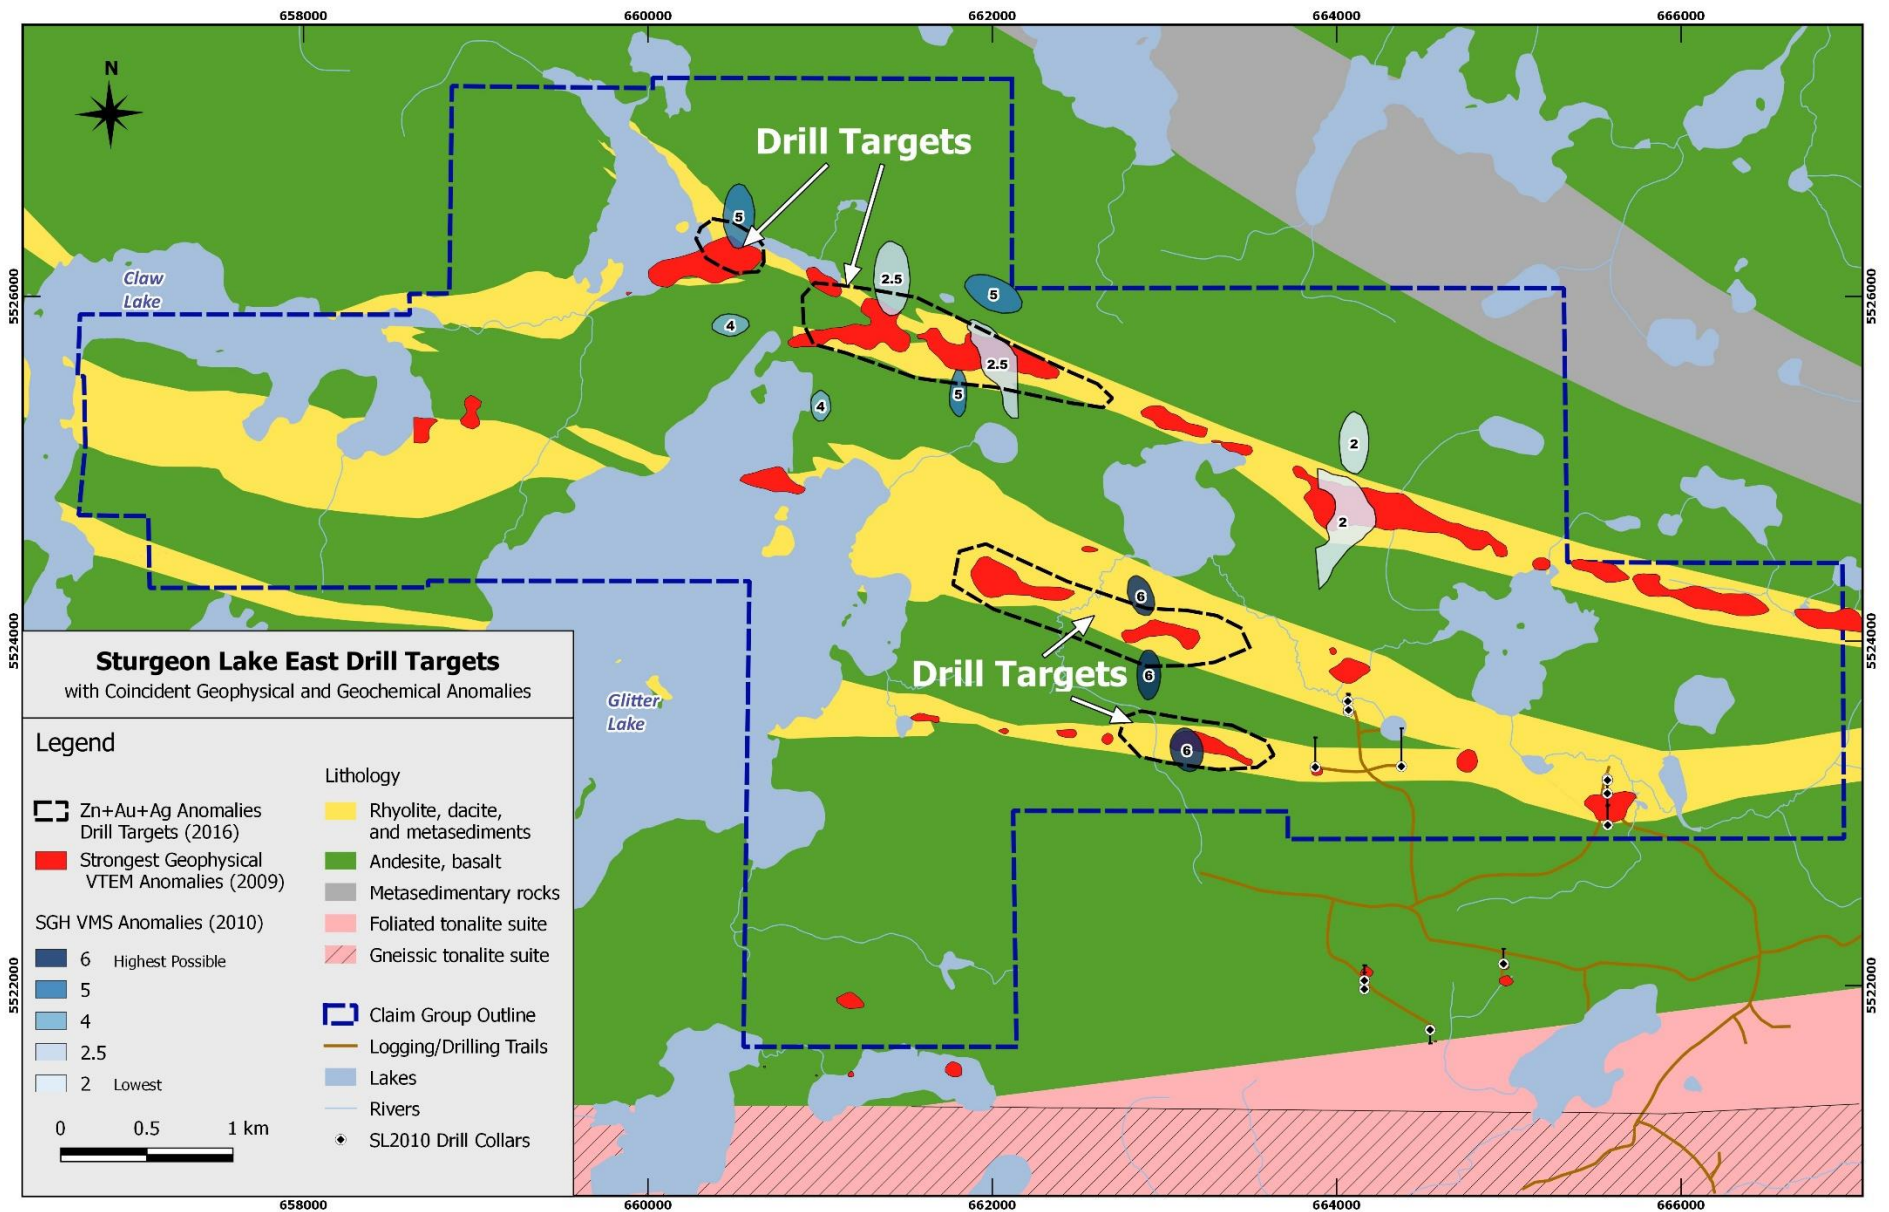 658000 660000 662000 664000 666000
N
Drill Targets
5
Claw
Lake
2.5
5526000
5
5526000
4
2.5
5
4
2
2
6
5524000
5524000
Drill Targets
6
Glitter
Lake
6
Sturgeon Lake East Drill Targets
with Coincident Geophysical and Geochemical Anomalies
Legend
Zn+Au+Ag Anomalies
Drill Targets (2016)
Strongest Geophysical
VTEM Anomalies (2009)
SGH VMS Anomalies (2010)
6 Highest Possible
5
4
2.5
2 Lowest
0 0.5 1 km
Lithology
Rhyolite, dacite,
and metasediments
Andesite, basalt
Metasedimentary rocks
Foliated tonalite suite
Gneissic tonalite suite
Claim Group Outline
Logging/Drilling Trails
Lakes
Rivers
SL2010 Drill Collars
5522000
5522000
658000 660000 662000 664000 666000